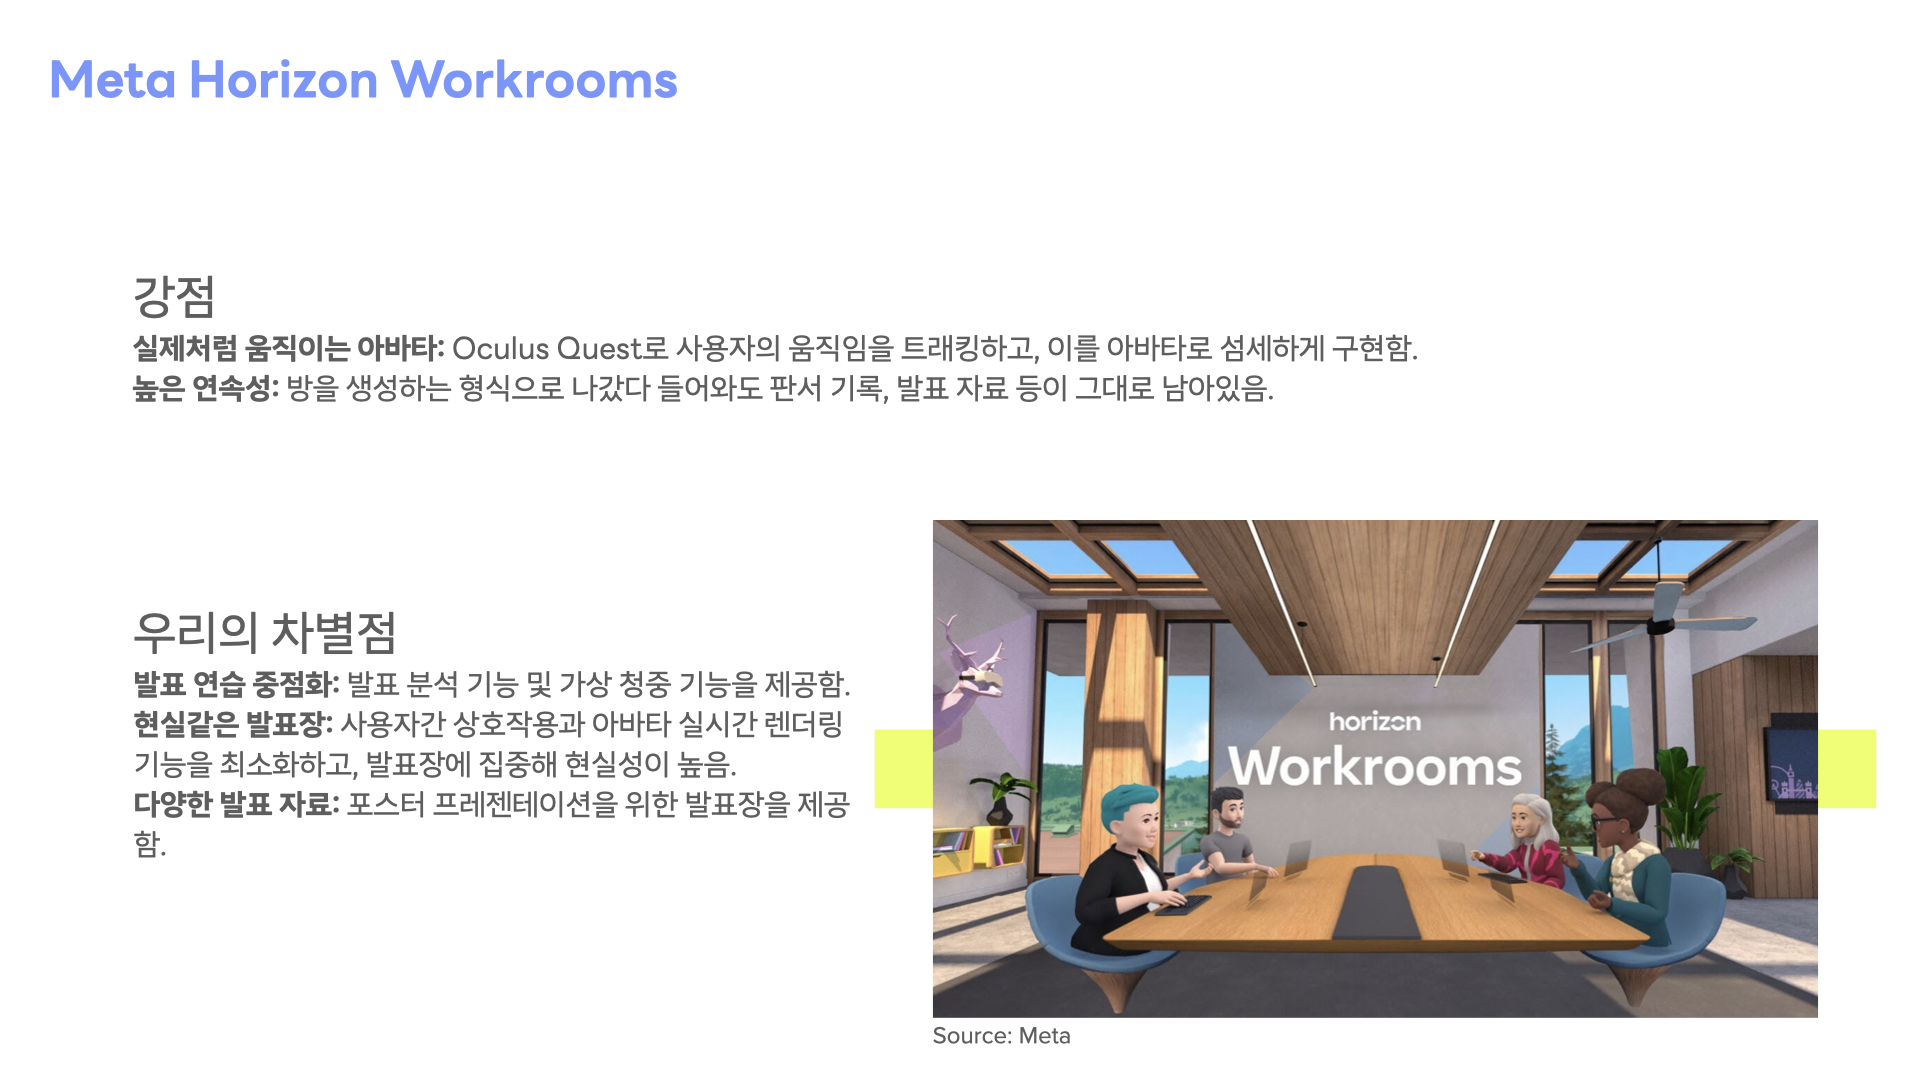 Meta Horizon Workrooms
강점
실제처럼 움직이는 아바타: Oculus Quest로 사용자의 움직임을 트래킹하고, 이를 아바타로 섬세하게 구현함.
높은 연속성: 방을 생성하는 형식으로 나갔다 들어와도 판서 기록, 발표 자료 등이 그대로 남아있음.
우리의 차별점
발표 연습 중점화: 발표 분석 기능 및 가상 청중 기능을 제공함.
현실같은 발표장: 사용자간 상호작용과 아바타 실시간 렌더링
기능을 최소화하고, 발표장에 집중해 현실성이 높음.
다양한 발표 자료: 포스터 프레젠테이션을 위한 발표장을 제공
함.
horizon
Workrooms
Source: Meta